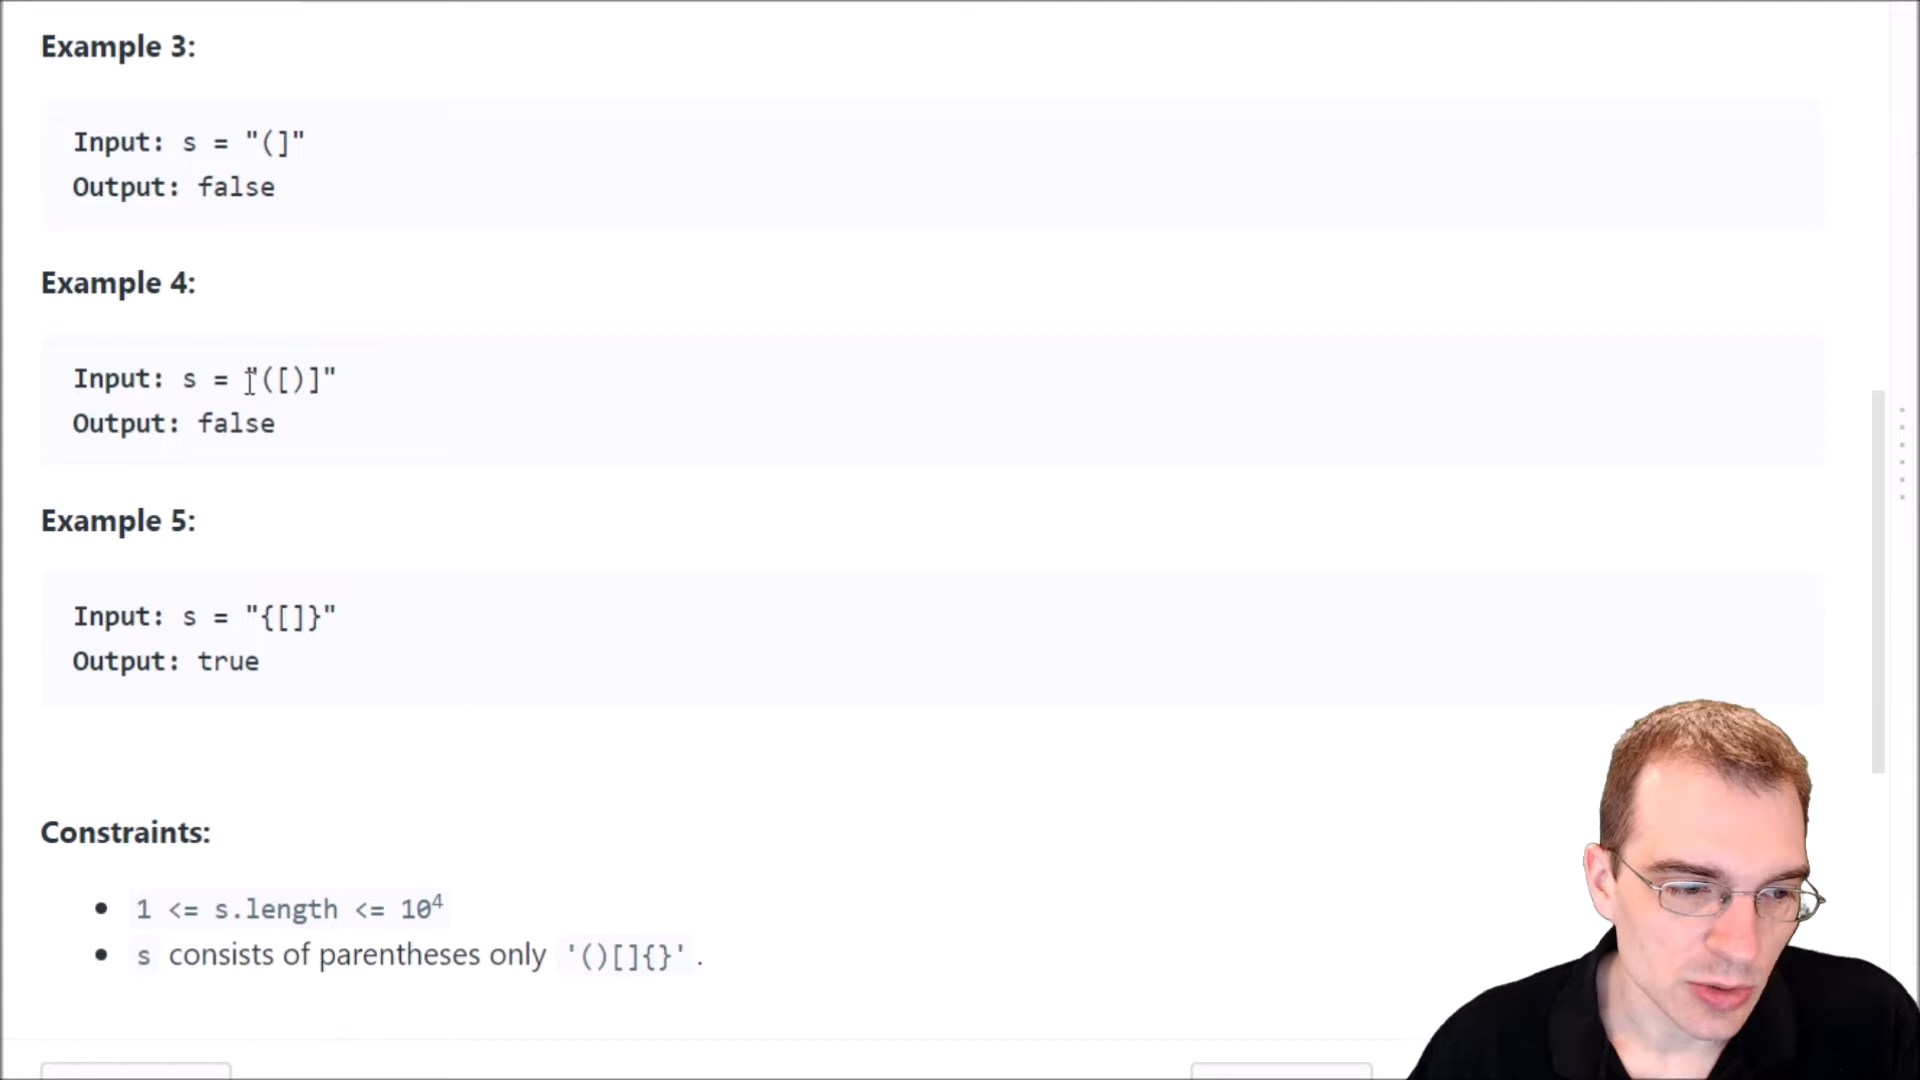 Example 3:
Input: s = "(]"
Output: false
Example 4:
Input: s = "([)]"
Output: false
Example 5:
Input: s = "{[]}"
Output: true
Constraints:
1 <= s.length <= 10⁴
s consists of parentheses only '()[]{}'.